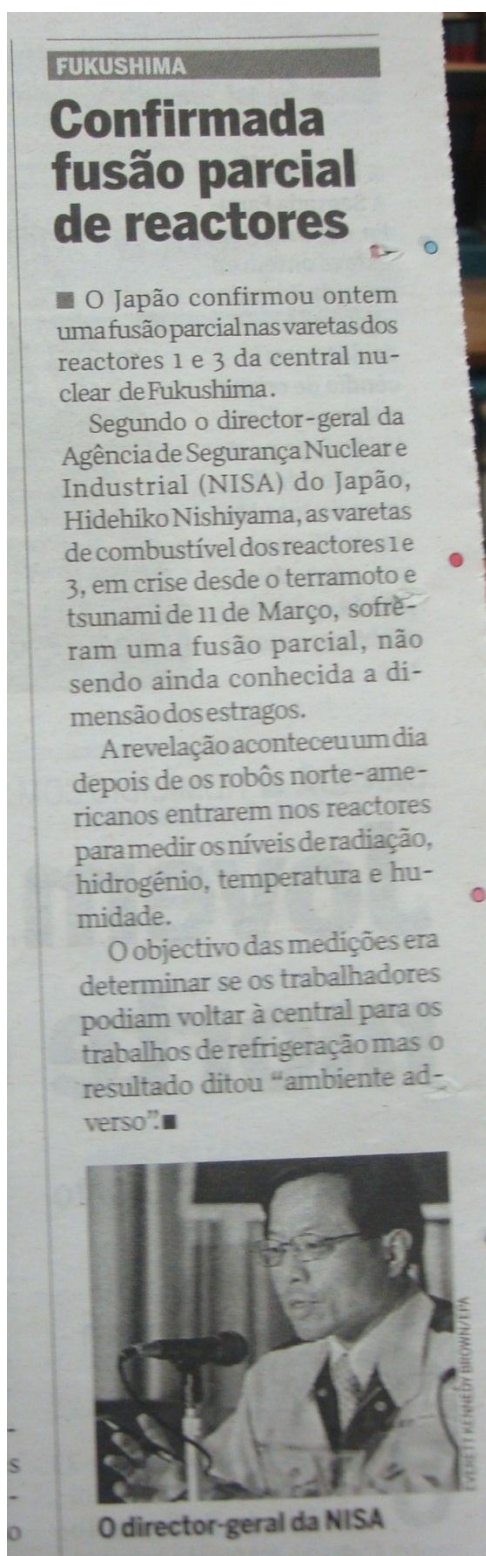 FUKUSHIMA
Confirmada
fusão parcial
de reactores
■ O Japão confirmou ontem
uma fusão parcial nas varetas dos
reactores 1 e 3 da central nu-
clear de Fukushima.
Segundo o director-geral da
Agência de Segurança Nuclear e
Industrial (NISA) do Japão,
Hidehiko Nishiyama, as varetas
de combustível dos reactores 1 e
3, em crise desde o terramoto e
tsunami de 11 de Março, sofre-
ram uma fusão parcial, não
sendo ainda conhecida a di-
mensão dos estragos.
A revelação aconteceu um dia
depois de os robôs norte-ame-
ricanos entrarem nos reactores
para medir os níveis de radiação,
hidrogénio, temperatura e hu-
midade.
O objectivo das medições era
determinar se os trabalhadores
podiam voltar à central para os
trabalhos de refrigeração mas o
resultado ditou “ambiente ad-
verso”.■
EVERETT KENNEDY BROWN/EPA
O director-geral da NISA